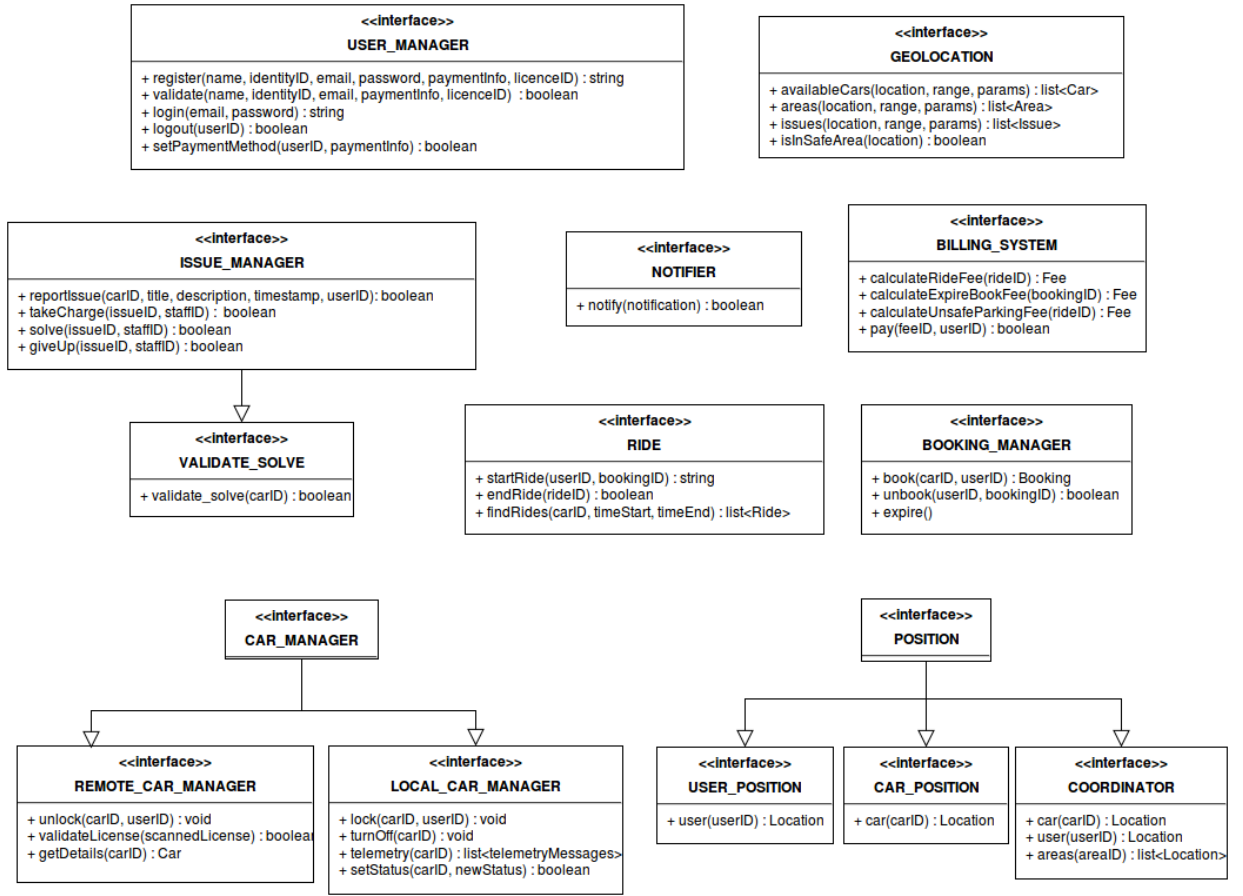 <<interface>>
USER_MANAGER
+ register(name, identityID, email, password, paymentInfo, licenceID) : string
+ validate(name, identityID, email, paymentInfo, licenceID)  : boolean
+ login(email, password) : string
+ logout(userID) : boolean
+ setPaymentMethod(userID, paymentInfo) : boolean
<<interface>>
GEOLOCATION
+ availableCars(location, range, params) : list<Car>
+ areas(location, range, params) : list<Area>
+ issues(location, range, params) : list<Issue>
+ isInSafeArea(location) : boolean
<<interface>>
ISSUE_MANAGER
+ reportIssue(carID, title, description, timestamp, userID): boolean
+ takeCharge(issueID, staffID) :  boolean
+ solve(issueID, staffID) : boolean
+ giveUp(issueID, staffID) : boolean
<<interface>>
NOTIFIER
+ notify(notification) : boolean
<<interface>>
BILLING_SYSTEM
+ calculateRideFee(rideID) : Fee
+ calculateExpireBookFee(bookingID) : Fee
+ calculateUnsafeParkingFee(rideID) : Fee
+ pay(feeID, userID) : boolean
<<interface>>
VALIDATE_SOLVE
+ validate_solve(carID) : boolean
<<interface>>
RIDE
+ startRide(userID, bookingID) : string
+ endRide(rideID) : boolean
+ findRides(carID, timeStart, timeEnd) : list<Ride>
<<interface>>
BOOKING_MANAGER
+ book(carID, userID) : Booking
+ unbook(userID, bookingID) : boolean
+ expire()
<<interface>>
CAR_MANAGER
<<interface>>
POSITION
<<interface>>
REMOTE_CAR_MANAGER
+ unlock(carID, userID) : void
+ validateLicense(scannedLicense) : boolean
+ getDetails(carID) : Car
<<interface>>
LOCAL_CAR_MANAGER
+ lock(carID, userID) : void
+ turnOff(carID) : void
+ telemetry(carID) : list<telemetryMessages>
+ setStatus(carID, newStatus) : boolean
<<interface>>
USER_POSITION
+ user(userID) : Location
<<interface>>
CAR_POSITION
+ car(carID) : Location
<<interface>>
COORDINATOR
+ car(carID) : Location
+ user(userID) : Location
+ areas(areaID) : list<Location>